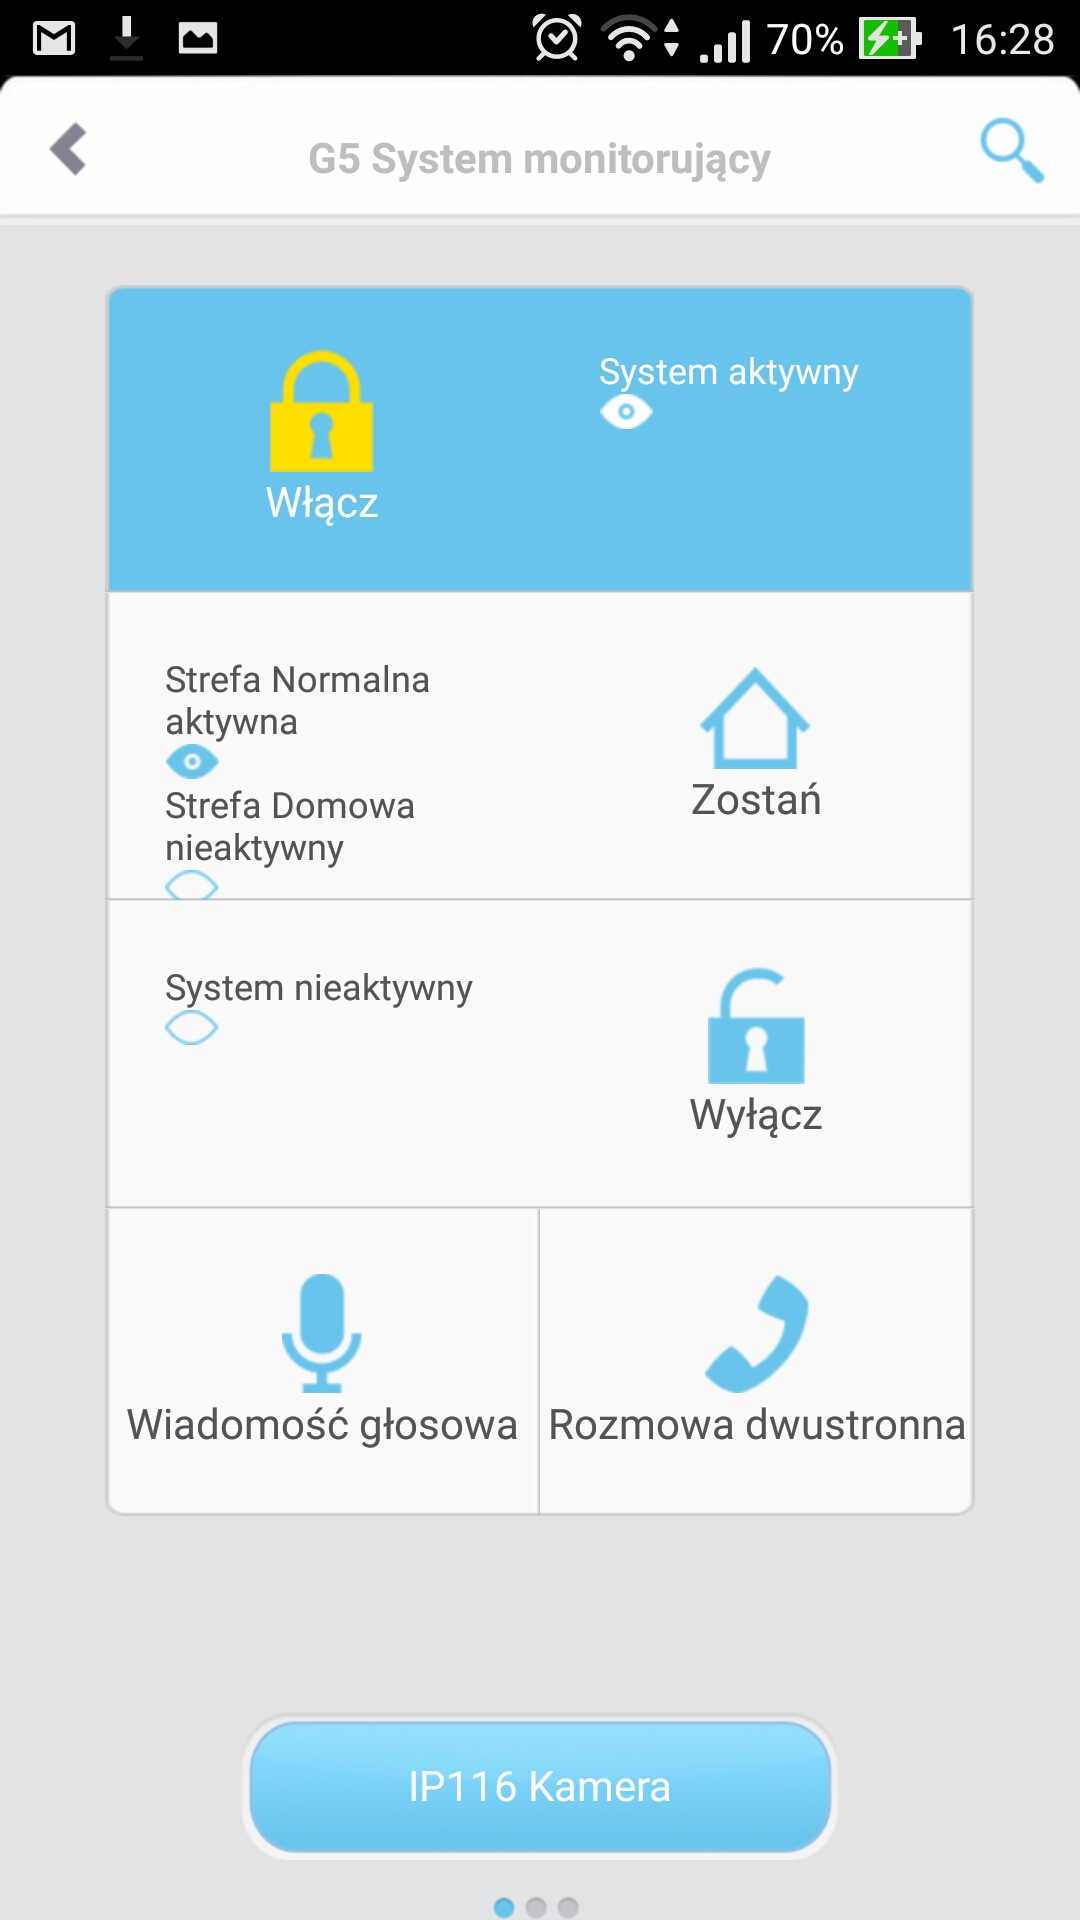 70% 16:28
G5 System monitorujący
System aktywny
Włącz
Strefa Normalna
aktywna
Strefa Domowa
nieaktywny
Zostań
System nieaktywny
Wyłącz
Wiadomość głosowa
Rozmowa dwustronna
IP116 Kamera